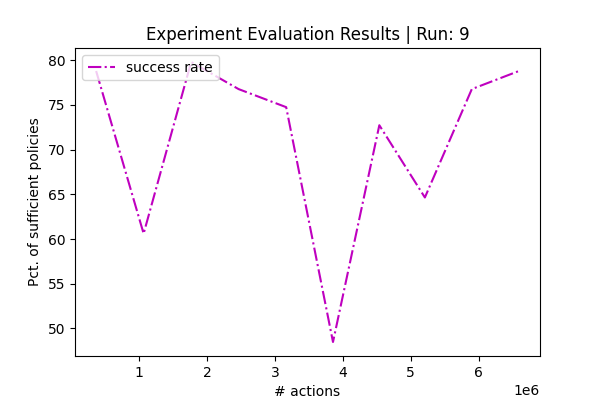 Experiment Evaluation Results | Run: 9
success rate
Pct. of sufficient policies
80
75
70
65
60
55
50
1 2 3 4 5 6
# actions
1e6